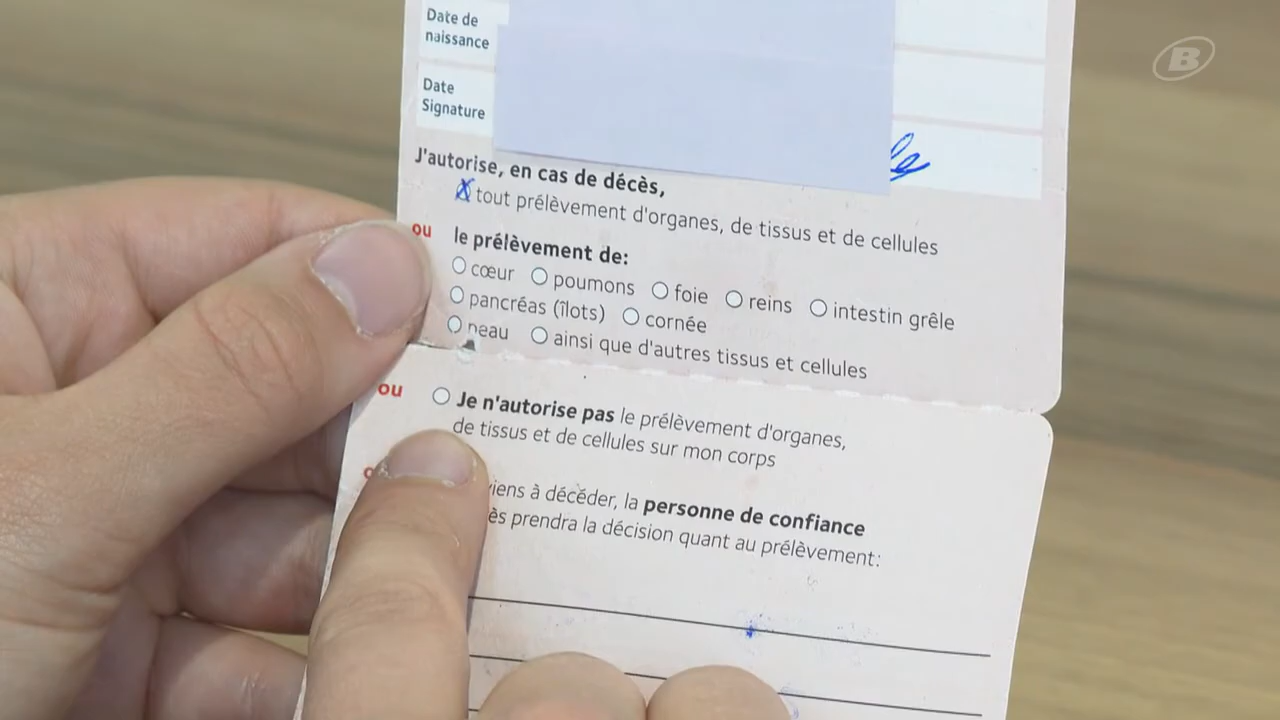 B
Date de
naissance
Date
Signature
J'autorise, en cas de décès,
X tout prélèvement d'organes, de tissus et de cellules
ou le prélèvement de:
cœur poumons foie reins intestin grêle
pancréas (îlots) cornée
peau ainsi que d'autres tissus et cellules
ou Je n'autorise pas le prélèvement d'organes,
de tissus et de cellules sur mon corps
viens à décéder, la personne de confiance
prendra la décision quant au prélèvement: